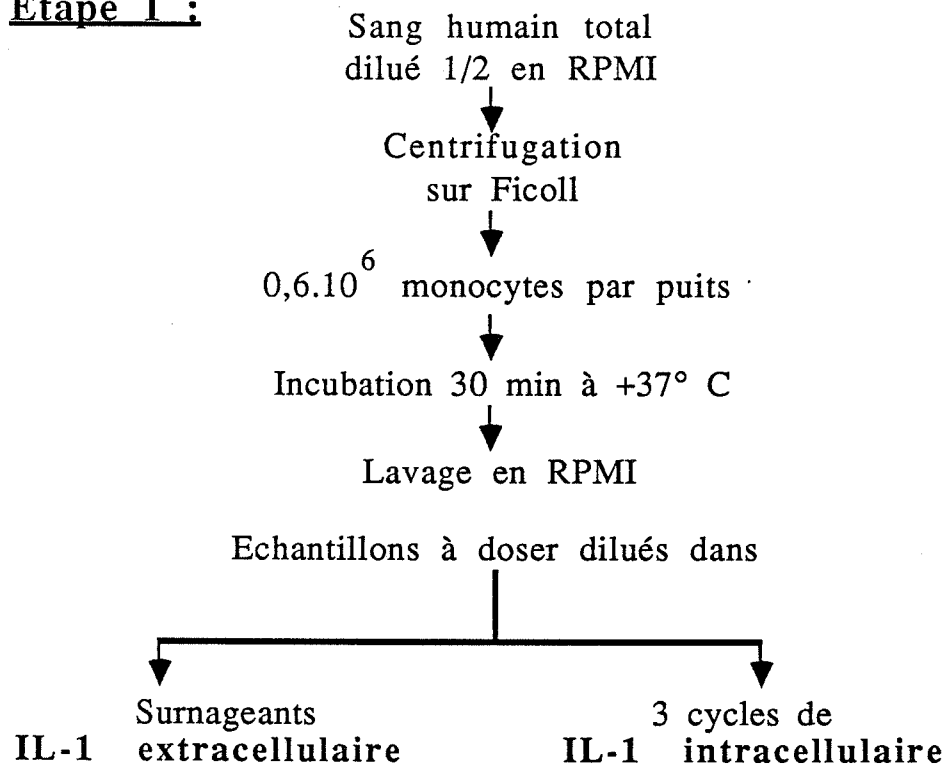 Etape 1 :
Sang humain total
dilué 1/2 en RPMI
Centrifugation
sur Ficoll
0,6.10⁶ monocytes par puits
Incubation 30 min à +37° C
Lavage en RPMI
Echantillons à doser dilués dans
Surnageants
3 cycles de
IL-1 extracellulaire
IL-1 intracellulaire